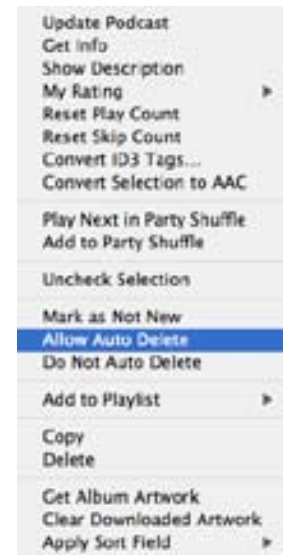 Update Podcast
Get Info
Show Description
My Rating
Reset Play Count
Reset Skip Count
Convert ID3 Tags...
Convert Selection to AAC
Play Next in Party Shuffle
Add to Party Shuffle
Uncheck Selection
Mark as Not New
Allow Auto Delete
Do Not Auto Delete
Add to Playlist
Copy
Delete
Get Album Artwork
Clear Downloaded Artwork
Apply Sort Field